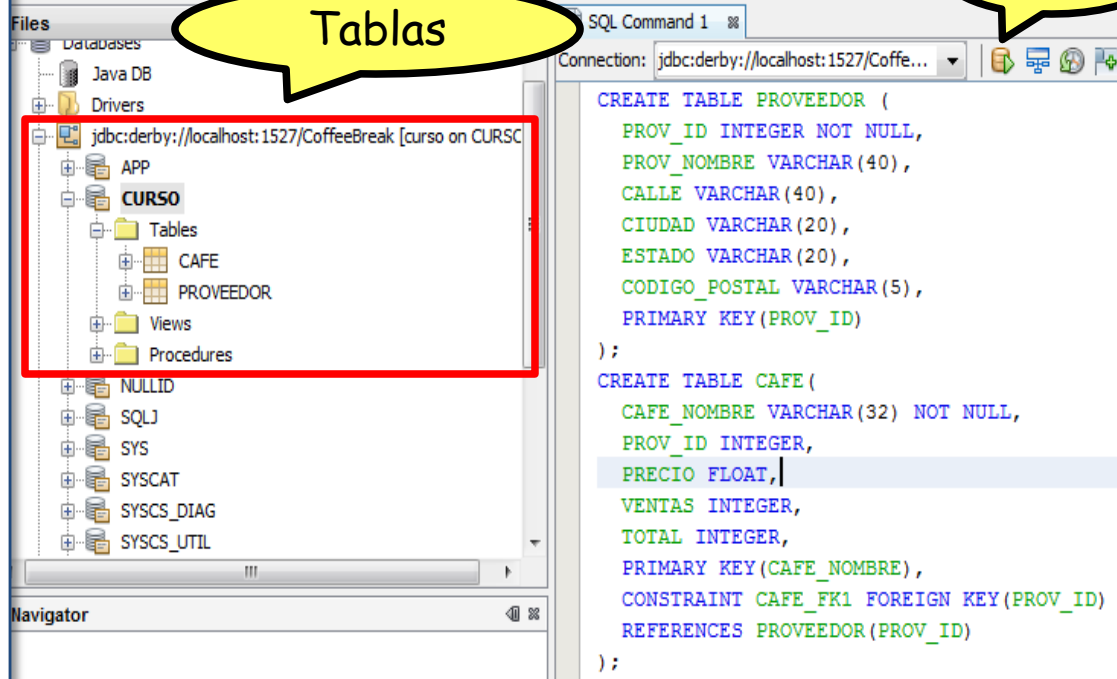 Files
Tablas
Databases
Java DB
Drivers
jdbc:derby://localhost:1527/CoffeeBreak [curso on CURSO
APP
CURSO
Tables
CAFE
PROVEEDOR
Views
Procedures
NULLID
SQLJ
SYS
SYSCAT
SYSCS_DIAG
SYSCS_UTIL
Navigator
SQL Command 1
Connection: jdbc:derby://localhost:1527/Coffe...
CREATE TABLE PROVEEDOR (
PROV_ID INTEGER NOT NULL,
PROV_NOMBRE VARCHAR(40),
CALLE VARCHAR(40),
CIUDAD VARCHAR(20),
ESTADO VARCHAR(20),
CODIGO_POSTAL VARCHAR(5),
PRIMARY KEY(PROV_ID)
);
CREATE TABLE CAFE(
CAFE_NOMBRE VARCHAR(32) NOT NULL,
PROV_ID INTEGER,
PRECIO FLOAT,
VENTAS INTEGER,
TOTAL INTEGER,
PRIMARY KEY(CAFE_NOMBRE),
CONSTRAINT CAFE_FK1 FOREIGN KEY(PROV_ID)
REFERENCES PROVEEDOR(PROV_ID)
);